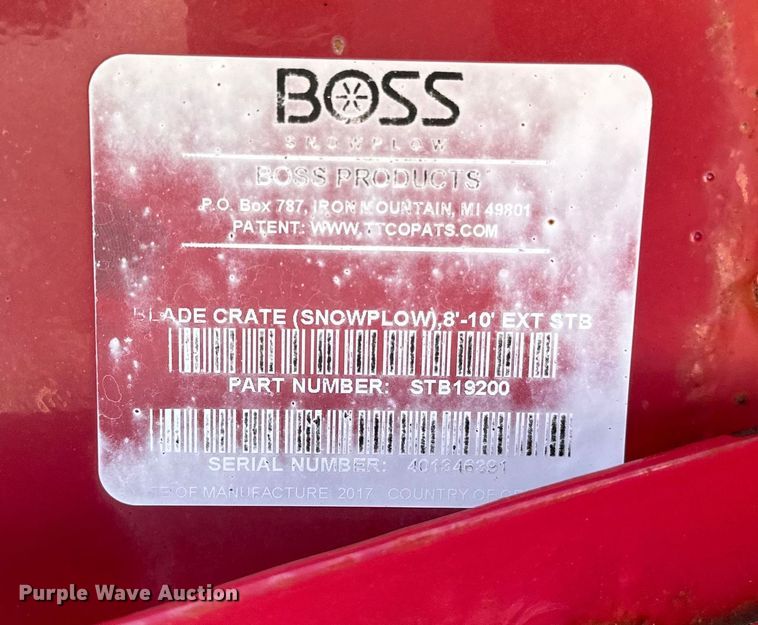 BOSS
SNOWPLOW
BOSS PRODUCTS
P.O. Box 787, IRON MOUNTAIN, MI 49801
PATENT: WWW.TTCOPATS.COM
BLADE CRATE (SNOWPLOW),8'-10' EXT STB
PART NUMBER: STB19200
SERIAL NUMBER:
OF MANUFACTURE: 2017 COUNTRY OF
Purple Wave Auction